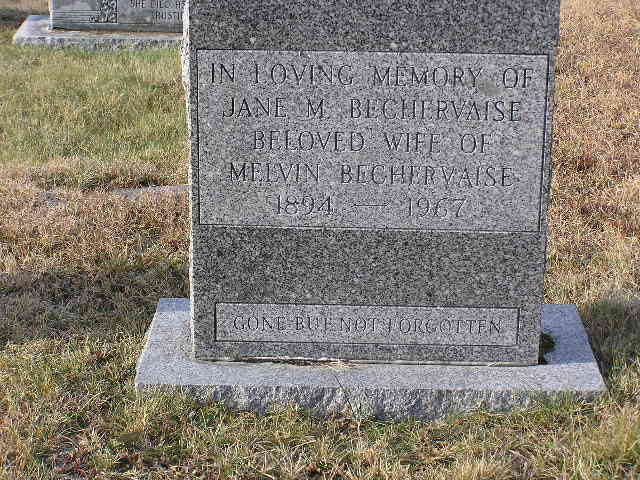 IN LOVING MEMORY OF
JANE M. BECHERVAISE
BELOVED WIFE OF
MELVIN BECHERVAISE
1894 — 1967
GONE BUT NOT FORGOTTEN